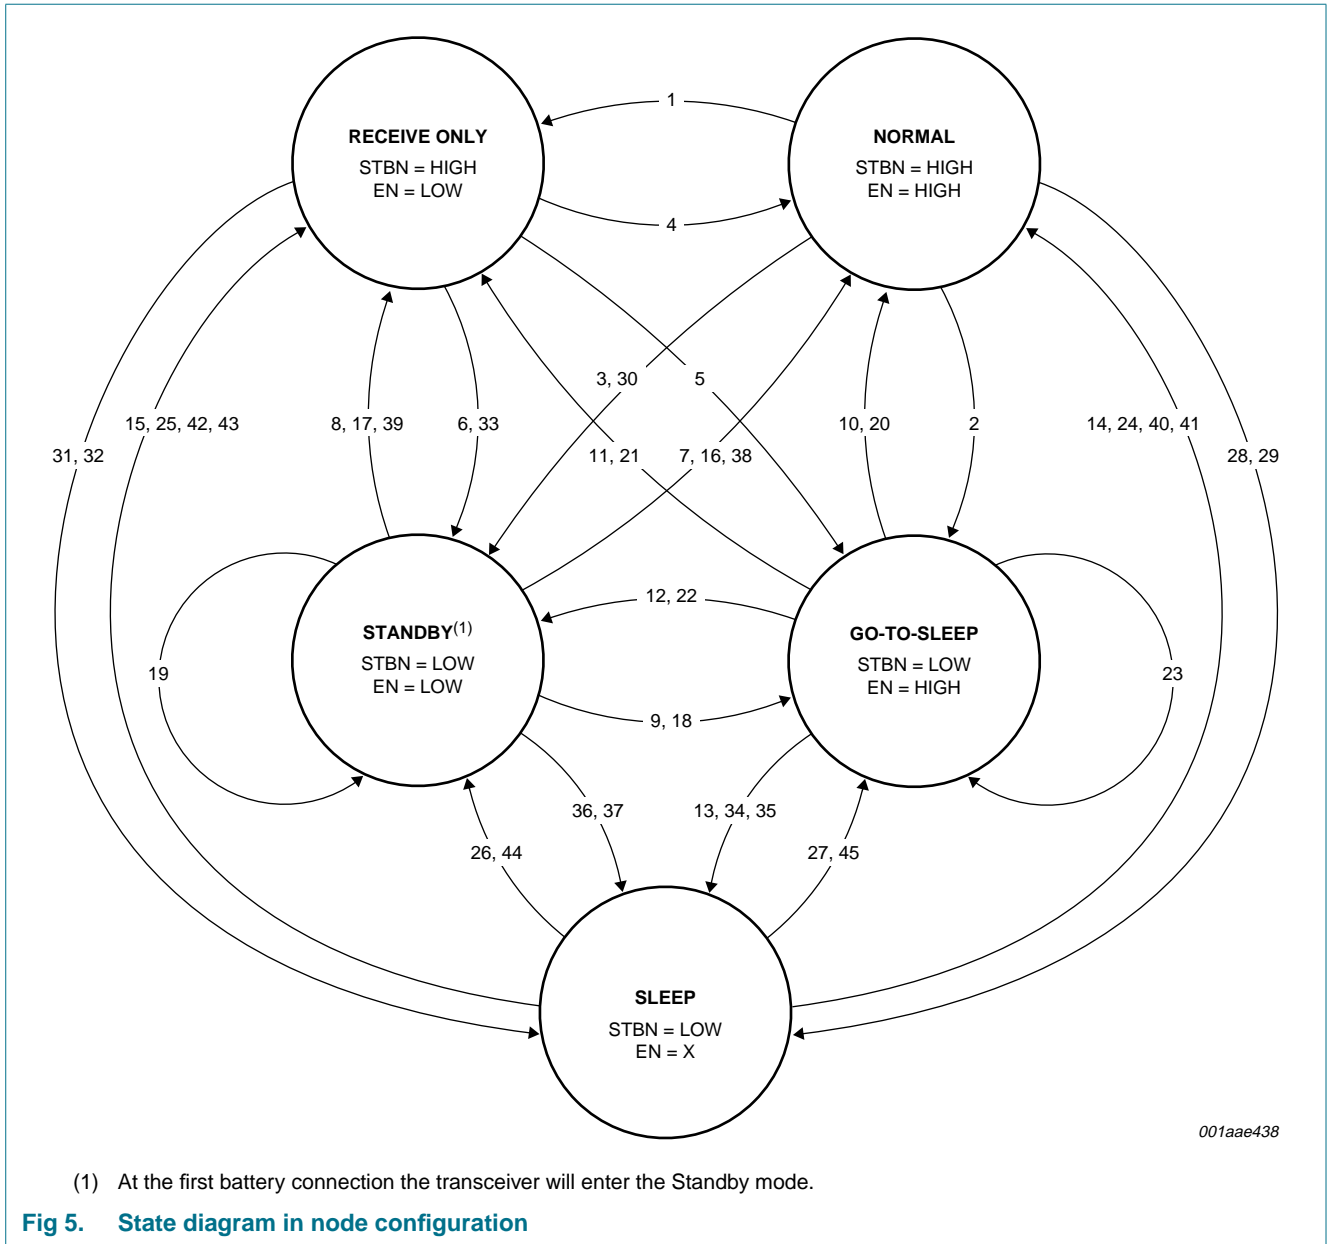 1
RECEIVE ONLY
STBN = HIGH
EN = LOW
NORMAL
STBN = HIGH
EN = HIGH
4
3, 30
5
15, 25, 42, 43
8, 17, 39
6, 33
10, 20
2
14, 24, 40, 41
31, 32
11, 21
7, 16, 38
28, 29
12, 22
STANDBY(1)
STBN = LOW
EN = LOW
GO-TO-SLEEP
STBN = LOW
EN = HIGH
19
23
9, 18
36, 37
13, 34, 35
26, 44
27, 45
SLEEP
STBN = LOW
EN = X
001aae438
(1) At the first battery connection the transceiver will enter the Standby mode.
Fig 5. State diagram in node configuration